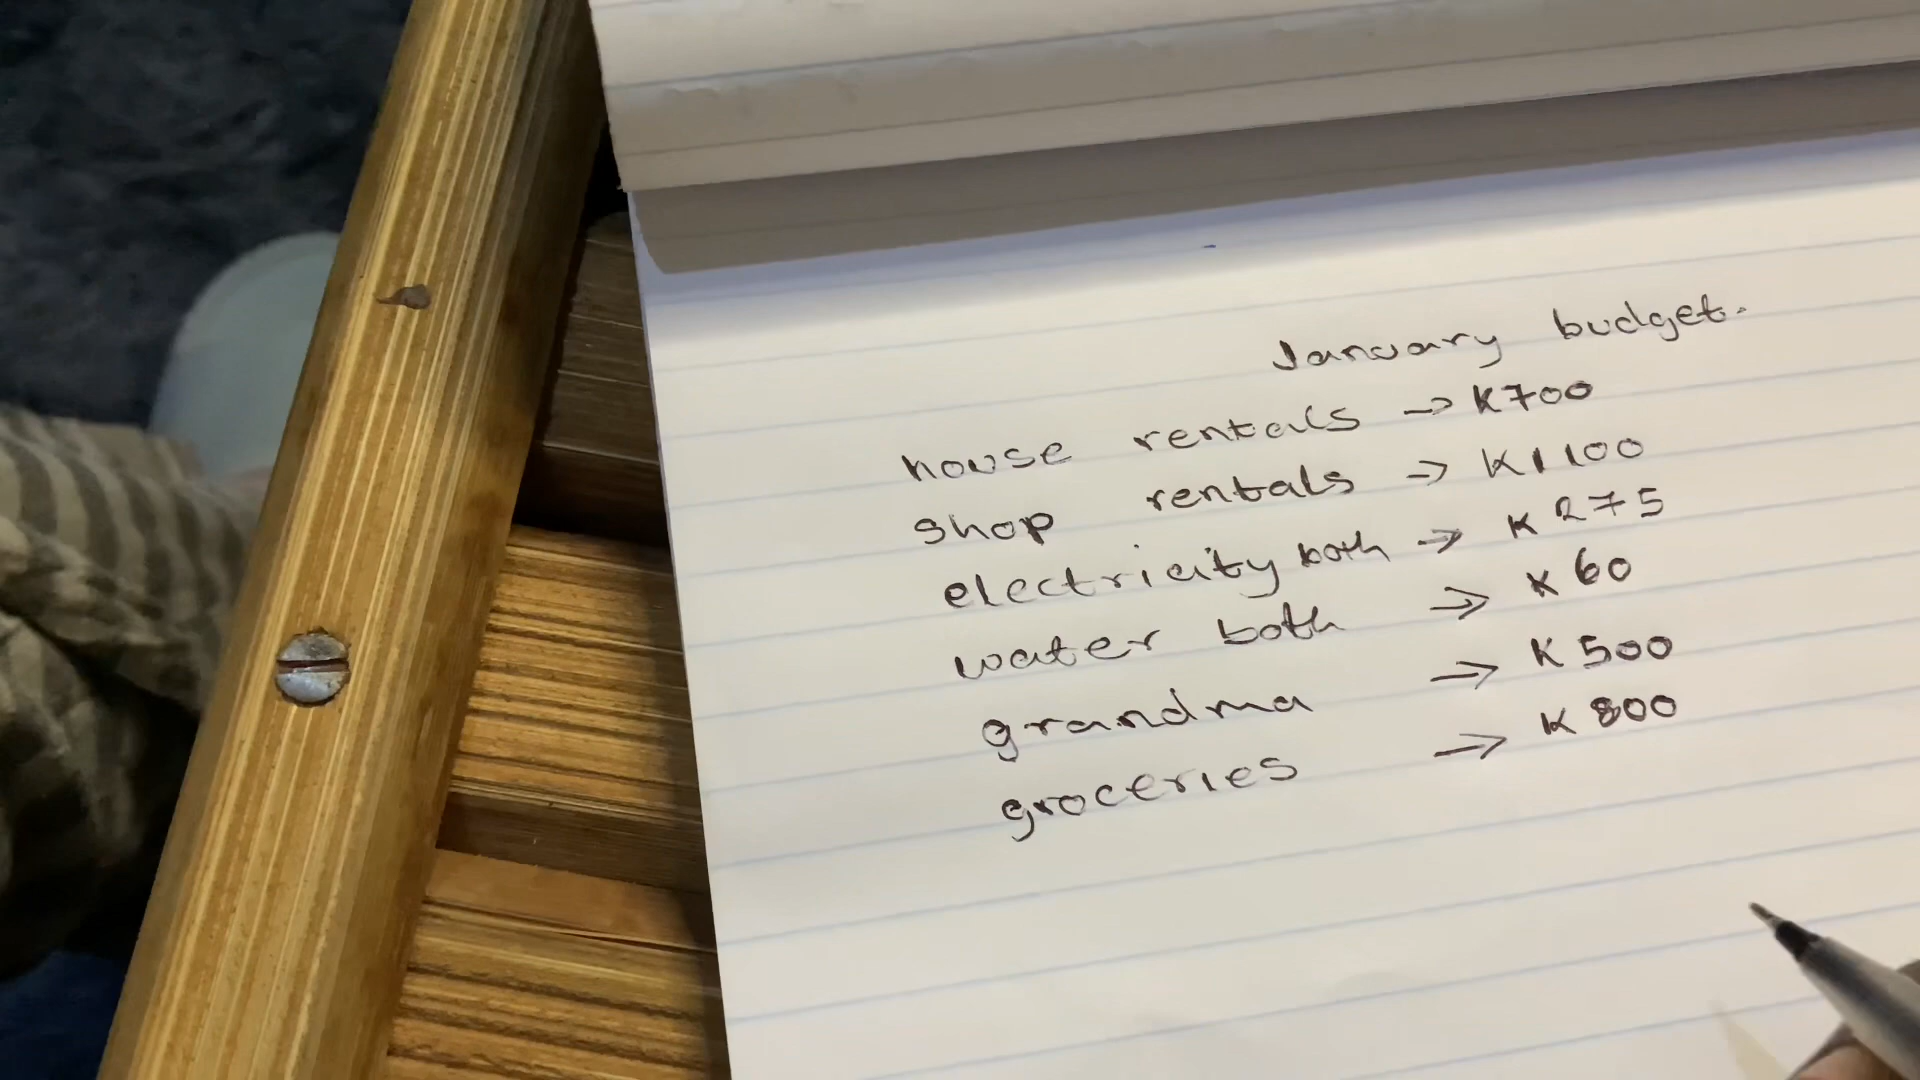 January budget.
house rentals → K700
shop rentals → K1100
electricity both → K275
water both → K60
grandma → K500
groceries → K800